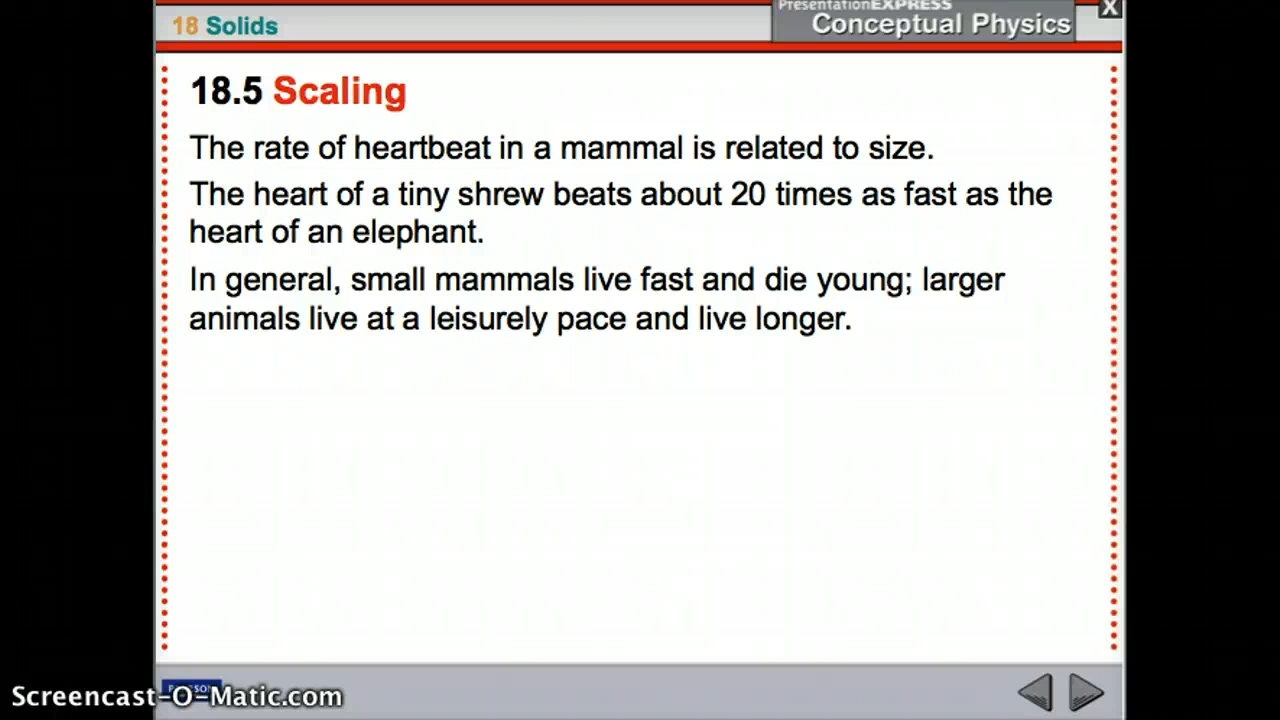 18 Solids
PresentationEXPRESS
Conceptual Physics
X
18.5 Scaling
The rate of heartbeat in a mammal is related to size.
The heart of a tiny shrew beats about 20 times as fast as the
heart of an elephant.
In general, small mammals live fast and die young; larger
animals live at a leisurely pace and live longer.
PEARSON
Screencast-O-Matic.com